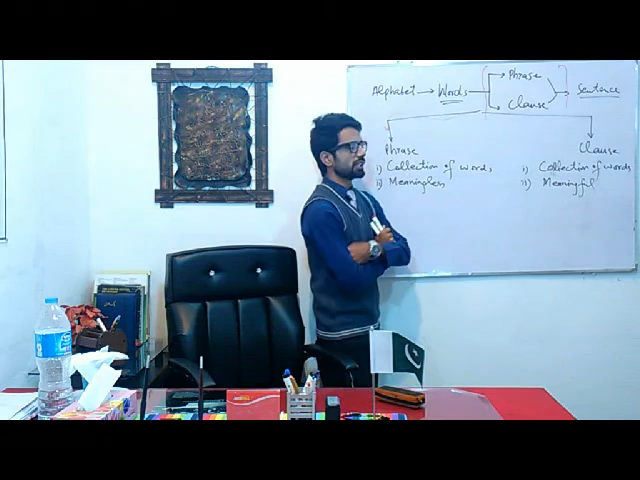 Phrase
Alphabet → Words → Sentence
Clause
Phrase
i) Collection of words,
ii) Meaningless
Clause
i) Collection of words
ii) Meaningful